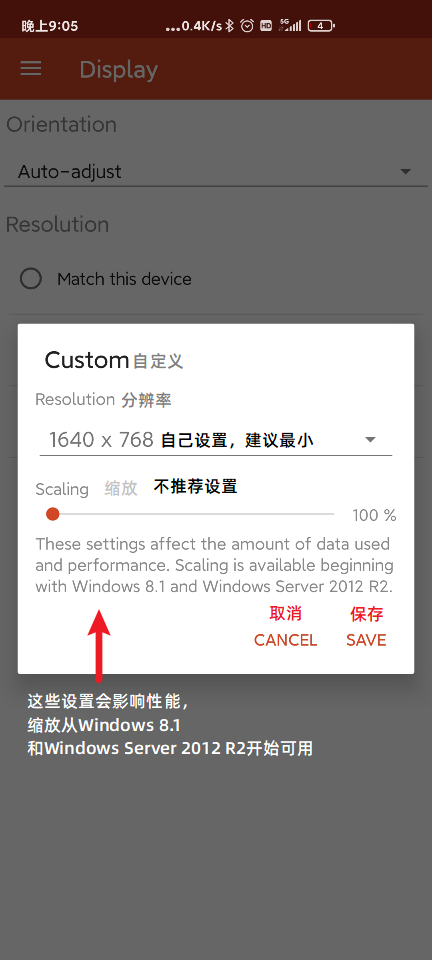 晚上9:05 ...0.4K/s HD 5G 4
Display
Orientation
Auto-adjust
Resolution
Match this device
Custom 自定义
Resolution 分辨率
1640 x 768 自己设置，建议最小
Scaling 缩放 不推荐设置
100 %
These settings affect the amount of data used
and performance. Scaling is available beginning
with Windows 8.1 and Windows Server 2012 R2.
取消 保存
CANCEL SAVE
这些设置会影响性能，
缩放从Windows 8.1
和Windows Server 2012 R2开始可用